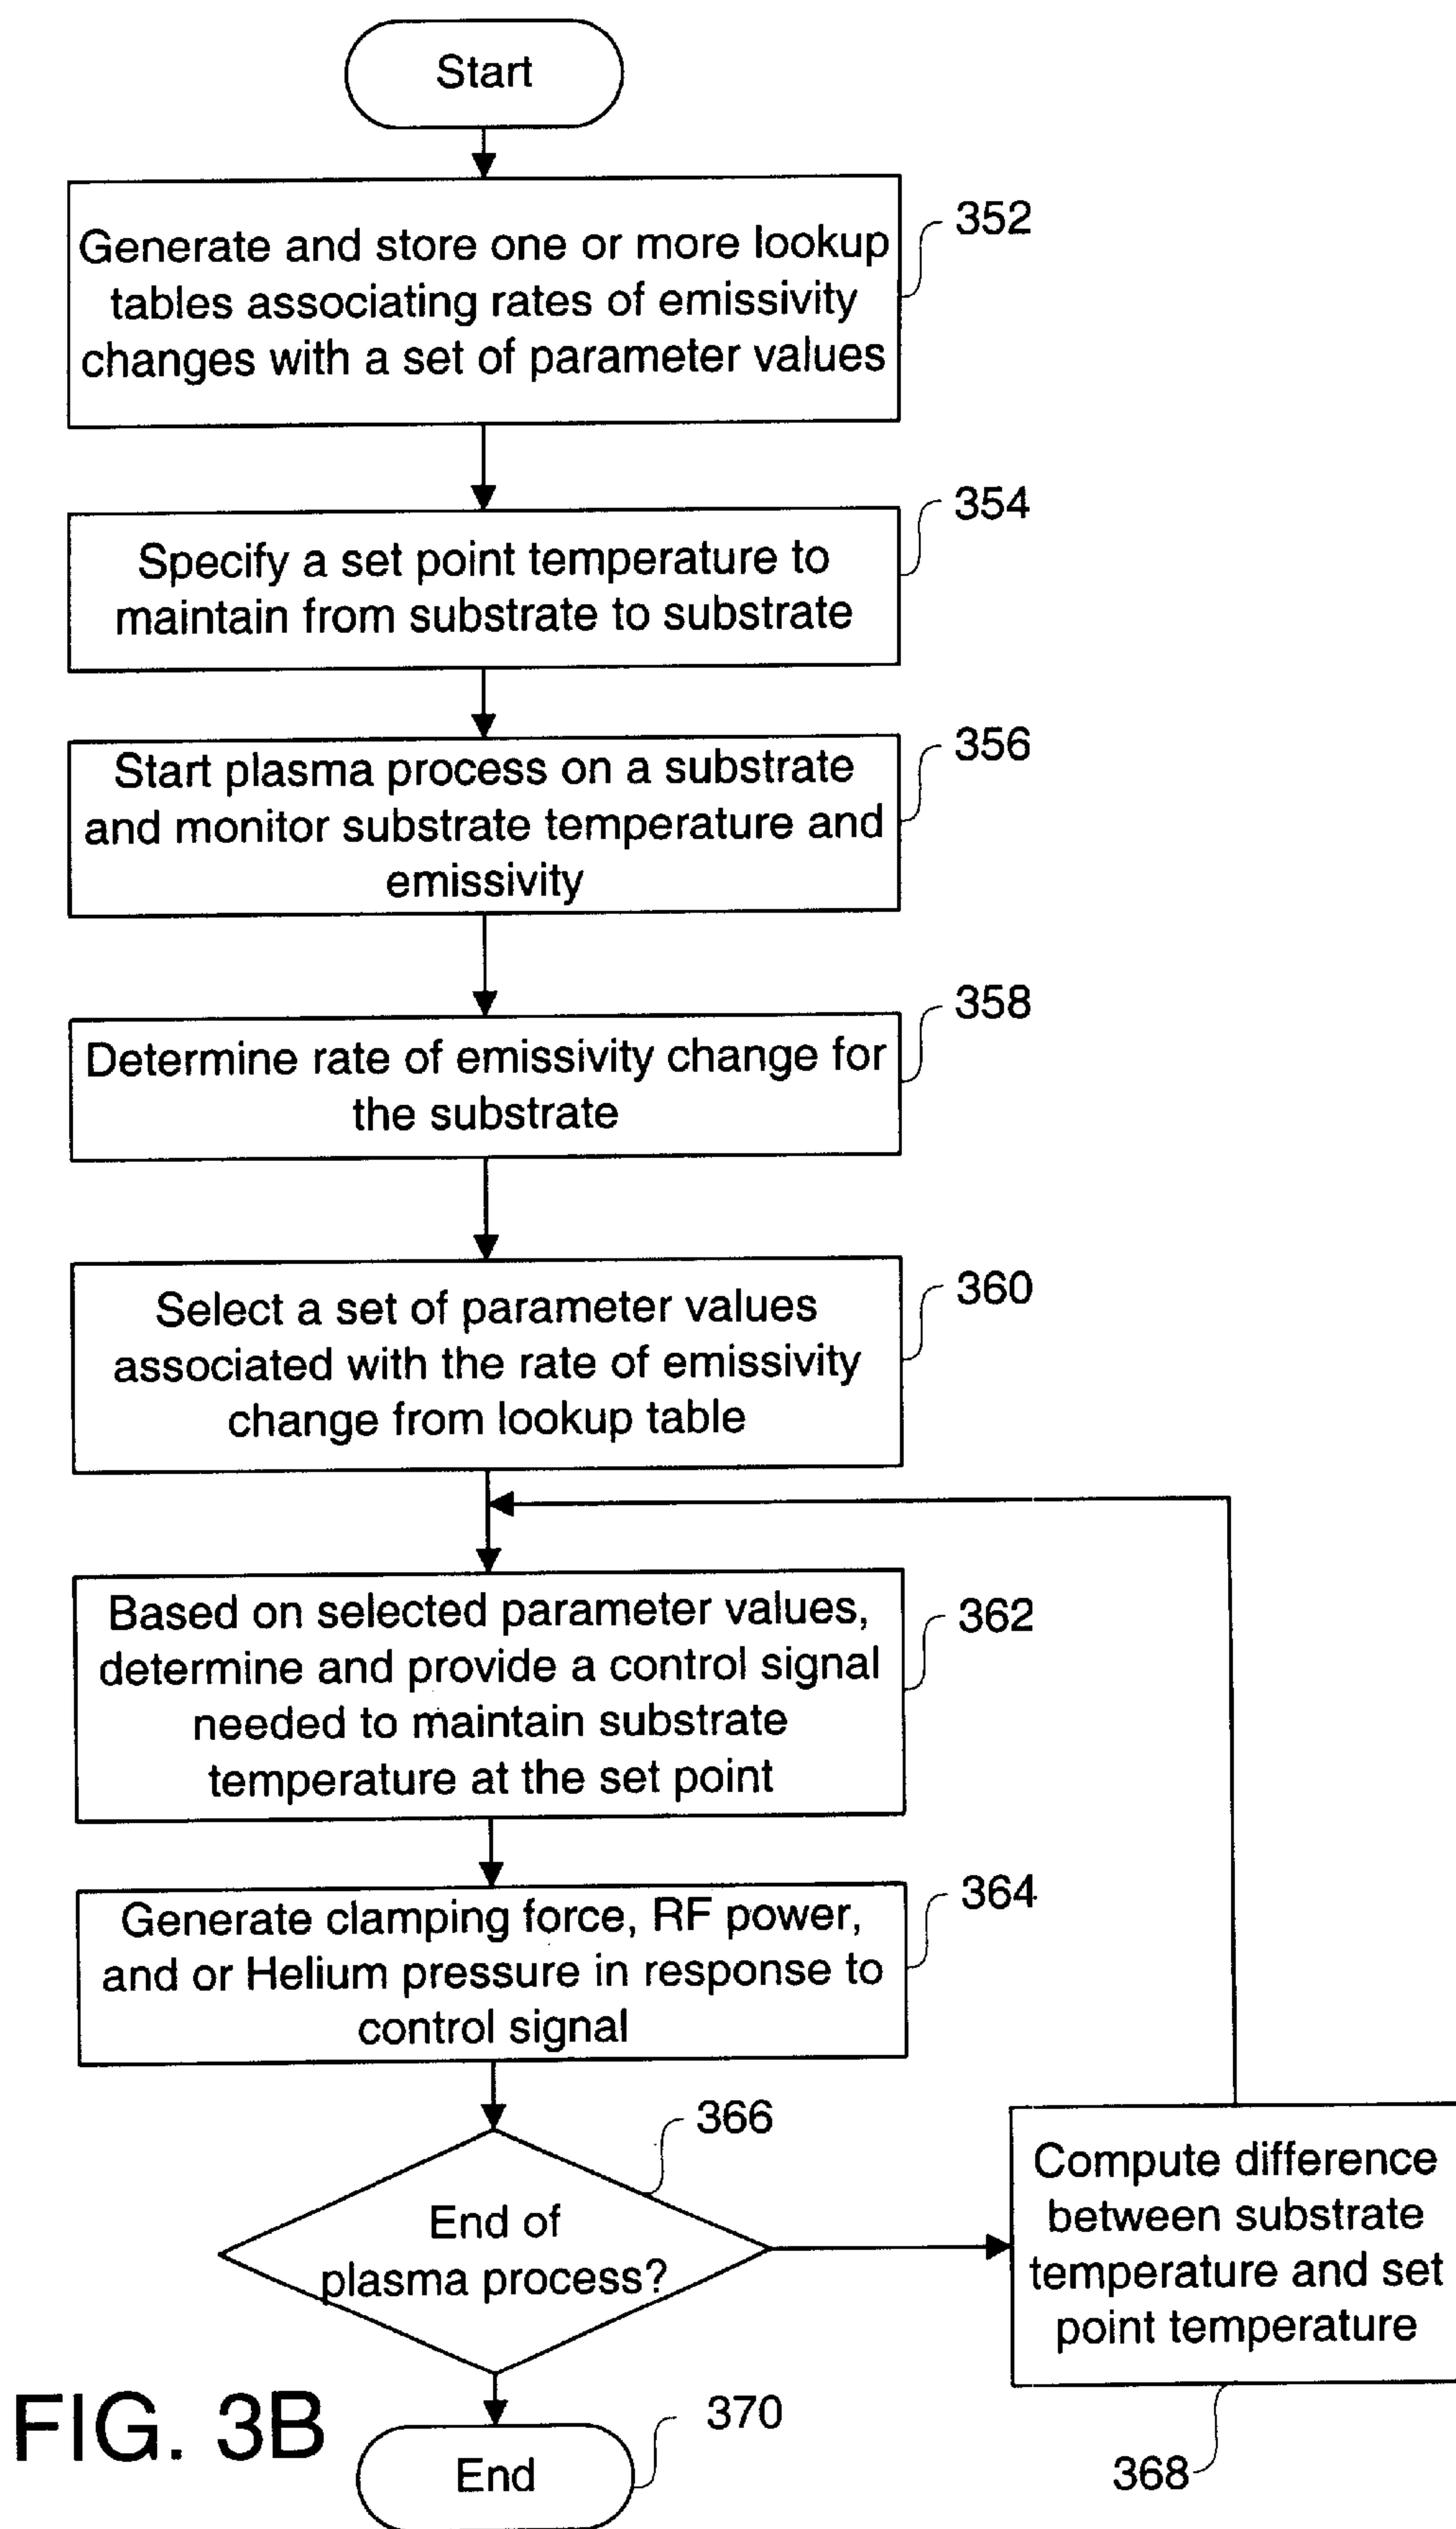 Start
352
Generate and store one or more lookup
tables associating rates of emissivity
changes with a set of parameter values
354
Specify a set point temperature to
maintain from substrate to substrate
356
Start plasma process on a substrate
and monitor substrate temperature and
emissivity
358
Determine rate of emissivity change for
the substrate
360
Select a set of parameter values
associated with the rate of emissivity
change from lookup table
362
Based on selected parameter values,
determine and provide a control signal
needed to maintain substrate
temperature at the set point
364
Generate clamping force, RF power,
and or Helium pressure in response to
control signal
366
End of
plasma process?
Compute difference
between substrate
temperature and set
point temperature
368
370
End
FIG. 3B